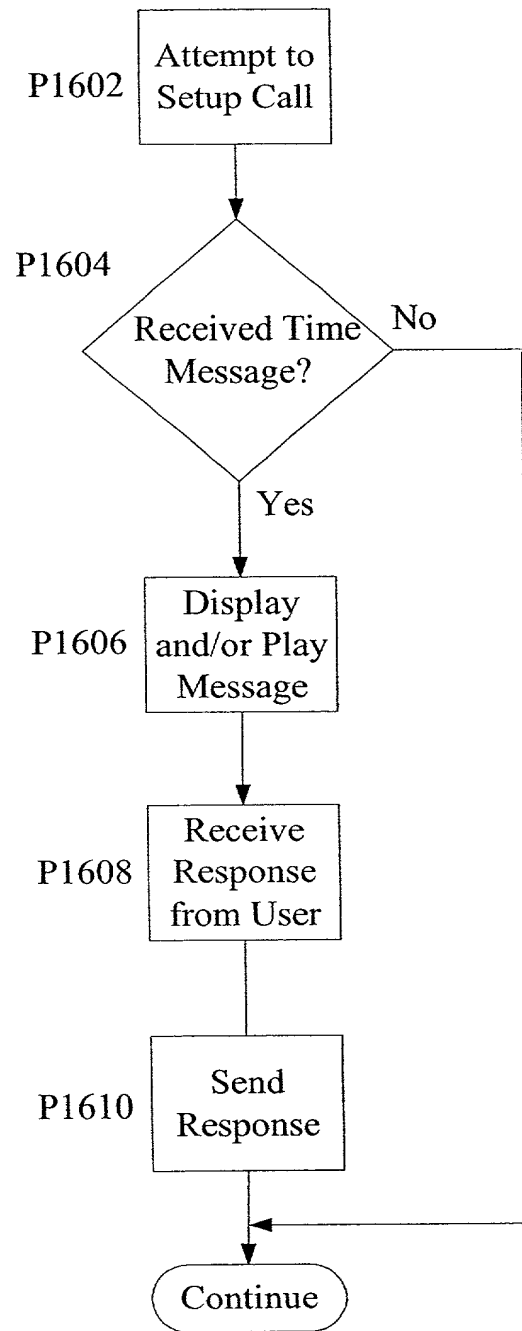 P1602
Attempt to
Setup Call
P1604
Received Time
Message?
No
Yes
P1606
Display
and/or Play
Message
P1608
Receive
Response
from User
P1610
Send
Response
Continue